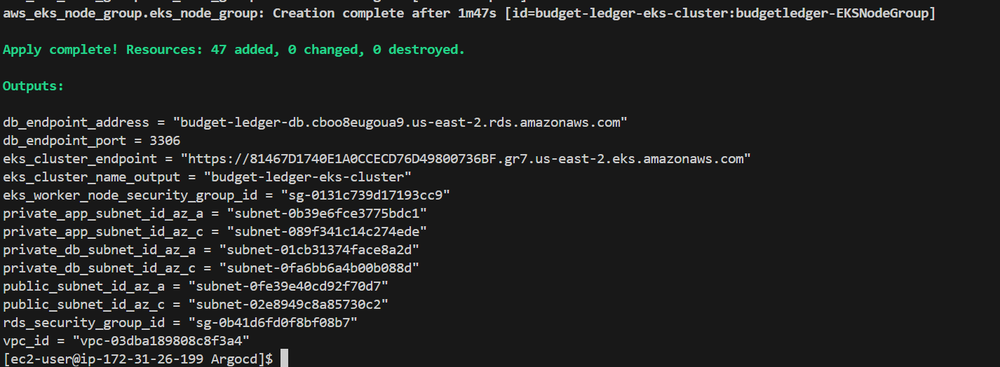 aws_eks_node_group.eks_node_group: Creation complete after 1m47s [id=budget-ledger-eks-cluster:budgetledger-EKSNodeGroup]
Apply complete! Resources: 47 added, 0 changed, 0 destroyed.
Outputs:
db_endpoint_address = "budget-ledger-db.cboo8eugoua9.us-east-2.rds.amazonaws.com"
db_endpoint_port = 3306
eks_cluster_endpoint = "https://81467D1740E1A0CCECD76D49800736BF.gr7.us-east-2.eks.amazonaws.com"
eks_cluster_name_output = "budget-ledger-eks-cluster"
eks_worker_node_security_group_id = "sg-0131c739d17193cc9"
private_app_subnet_id_az_a = "subnet-0b39e6fce3775bdc1"
private_app_subnet_id_az_c = "subnet-089f341c14c274ede"
private_db_subnet_id_az_a = "subnet-01cb31374face8a2d"
private_db_subnet_id_az_c = "subnet-0fa6bb6a4b00b088d"
public_subnet_id_az_a = "subnet-0fe39e40cd92f70d7"
public_subnet_id_az_c = "subnet-02e8949c8a85730c2"
rds_security_group_id = "sg-0b41d6fd0f8bf08b7"
vpc_id = "vpc-03dba189808c8f3a4"
[ec2-user@ip-172-31-26-199 Argocd]$